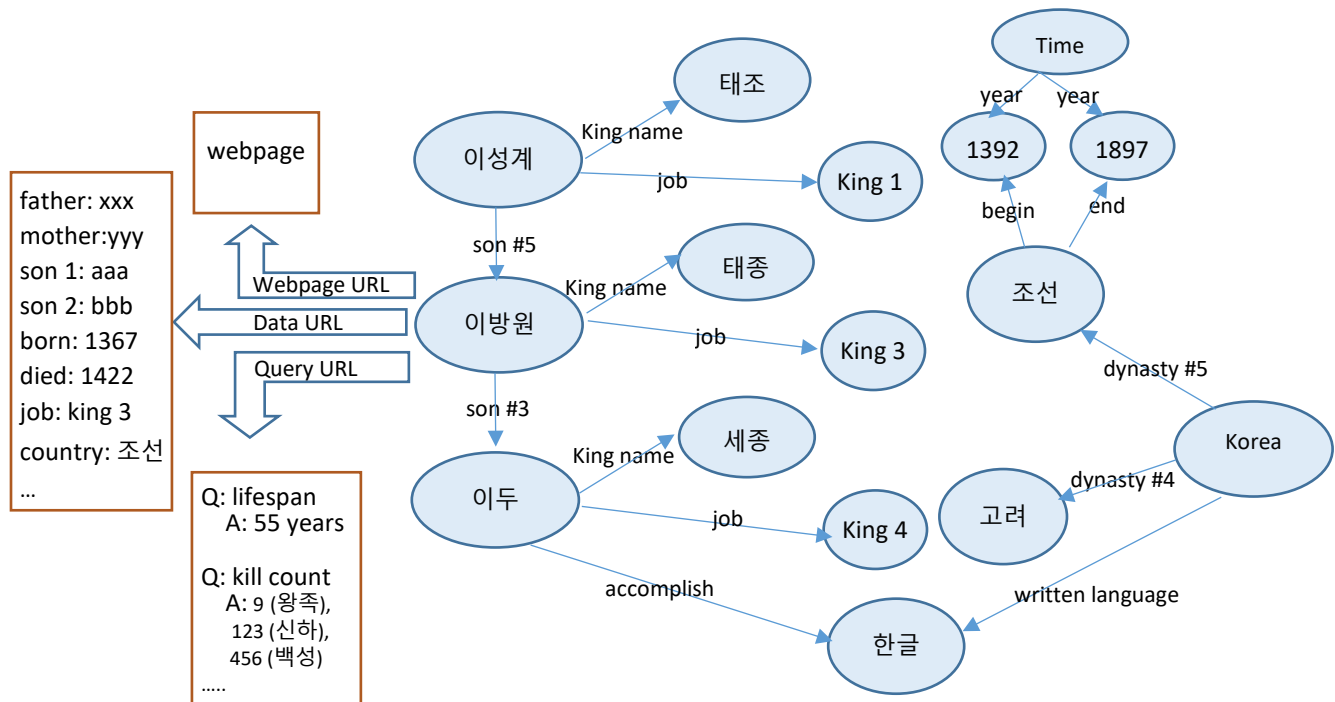 Time
태조
year
year
King name
webpage
이성계
1392
1897
job
King 1
father: xxx
mother:yyy
son 1: aaa
son 2: bbb
born: 1367
died: 1422
job: king 3
country: 조선
…
begin
end
son #5
태종
Webpage URL
King name
조선
Data URL
이방원
job
King 3
Query URL
dynasty #5
son #3
세종
King name
Korea
Q: lifespan
A: 55 years
Q: kill count
A: 9 (왕족),
123 (신하),
456 (백성)
…..
이두
dynasty #4
고려
job
King 4
accomplish
written language
한글